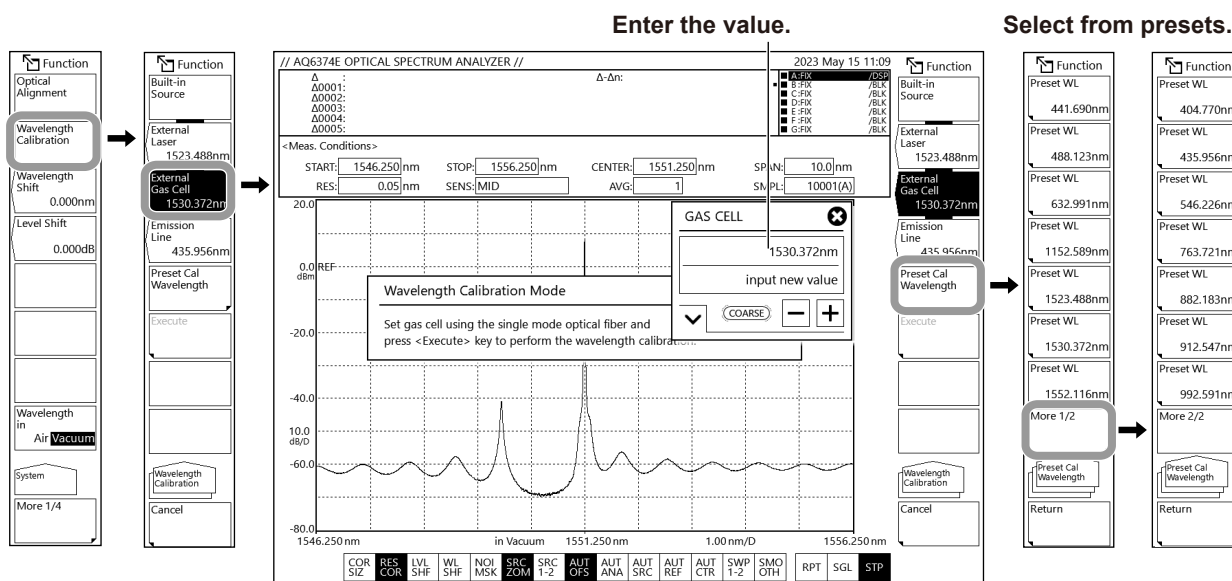 Enter the value.
Select from presets.
Function
Optical
Alignment
Wavelength
Calibration
Wavelength
Shift
0.000nm
Level Shift
0.000dB
Wavelength
in
Air Vacuum
System
More 1/4
Function
Built-in
Source
External
Laser
1523.488nm
External
Gas Cell
1530.372nm
Emission
Line
435.956nm
Preset Cal
Wavelength
Execute
Wavelength
Calibration
Cancel
// AQ6374E OPTICAL SPECTRUM ANALYZER //
2023 May 15 11:09
Δ :
Δ0001:
Δ0002:
Δ0003:
Δ0004:
Δ0005:
Δ-Δn:
A:FIX /DSP
B:FIX /BLK
C:FIX /BLK
D:FIX /BLK
E:FIX /BLK
F:FIX /BLK
G:FIX /BLK
<Meas. Conditions>
START: 1546.250 nm STOP: 1556.250 nm CENTER: 1551.250 nm SPAN: 10.0 nm
RES: 0.05 nm SENS: MID AVG: 1 SMPL: 10001(A)
20.0
0.0 REF
dBm
-20.0
-40.0
10.0
dB/D
-60.0
-80.0
GAS CELL
1530.372nm
input new value
COARSE
Wavelength Calibration Mode
Set gas cell using the single mode optical fiber and
press <Execute> key to perform the wavelength calibration.
1546.250 nm in Vacuum 1551.250 nm 1.00 nm/D 1556.250 nm
COR SIZ
RES COR
LVL SHF
WL SHF
NOI MSK
SRC ZOM
SRC 1-2
AUT OFS
AUT ANA
AUT SRC
AUT REF
AUT CTR
SWP 1-2
SMO OTH
RPT
SGL
STP
Function
Built-in
Source
External
Laser
1523.488nm
External
Gas Cell
1530.372nm
Emission
Line
435.956nm
Preset Cal
Wavelength
Execute
Wavelength
Calibration
Cancel
Function
Preset WL
441.690nm
Preset WL
488.123nm
Preset WL
632.991nm
Preset WL
1152.589nm
Preset WL
1523.488nm
Preset WL
1530.372nm
Preset WL
1552.116nm
More 1/2
Preset Cal
Wavelength
Return
Function
Preset WL
404.770nm
Preset WL
435.956nm
Preset WL
546.226nm
Preset WL
763.721nm
Preset WL
882.183nm
Preset WL
912.547nm
Preset WL
992.591nm
More 2/2
Preset Cal
Wavelength
Return